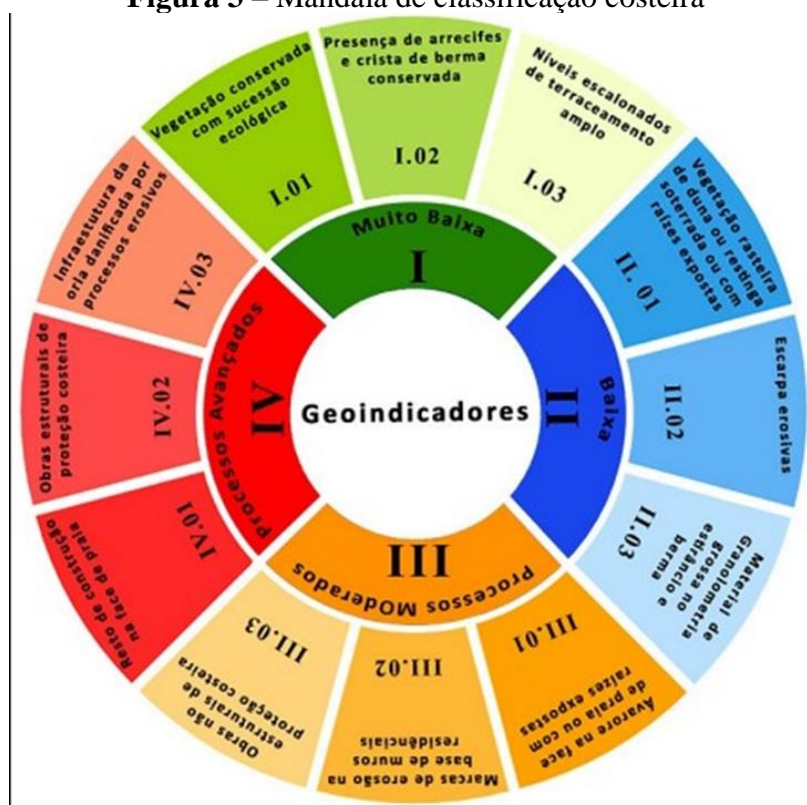 Figura 3 – Mandala de classificação costeira
Vegetação conservada
com sucessão
ecológica
I.01
Presença de arrecifes
e crista de berma
conservada
I.02
Níveis escalonados
de terraceamento
amplo
I.03
Vegetação rasteira
de duna ou restinga
soterrada ou com
raízes expostas
II. 01
Escarpa erosivas
II.02
Material de
Granolometria
grossa no
estirâncio e
berma
II.03
Ávarore na face
de praia ou com
raízes expostas
III.01
Marcas de erosão na
base de muros
residênciais
III.02
Obras não
estruturais de
proteção costeira
III.03
Resto de construção
na face de praia
IV.01
Obras estruturais de
proteção costeira
IV.02
Infraestutura da
orla danificada por
processos erosivos
IV.03
Muito Baixa
I
Baixa
II
Processos MOderados
III
Processos Avançados
IV
Geoindicadores